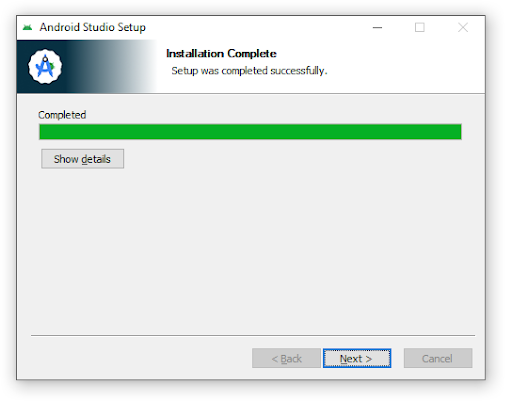 Android Studio Setup
Installation Complete
Setup was completed successfully.
Completed
Show details
< Back
Next >
Cancel